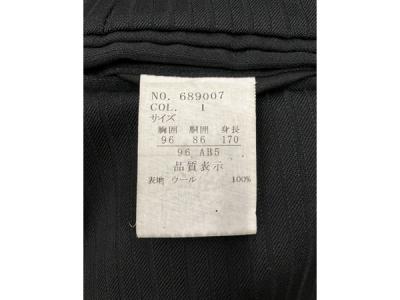 NO. 689007
COL. 1
サイズ
胸囲 胴囲 身長
96 86 170
96 AB5
品質表示
表地 ウール 100%